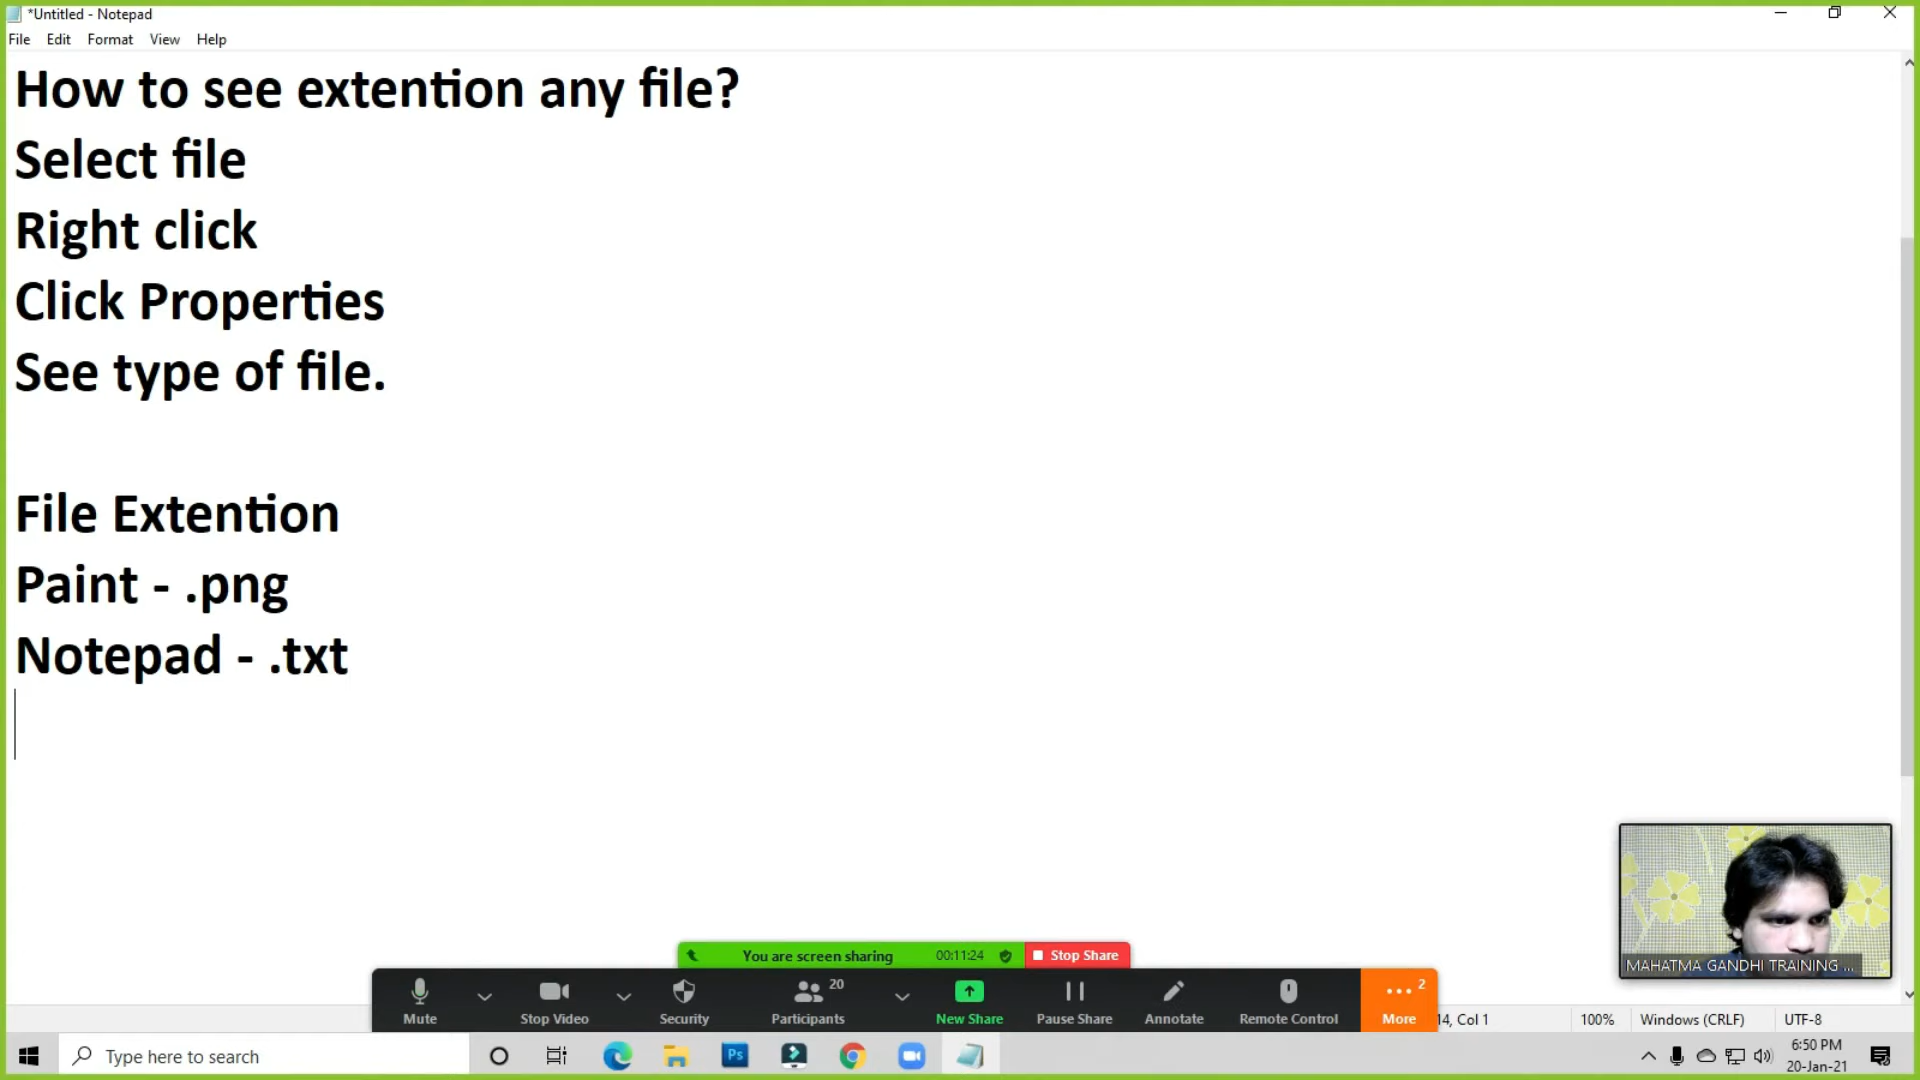 *Untitled - Notepad
File Edit Format View Help
How to see extention any file?
Select file
Right click
Click Properties
See type of file.
File Extention
Paint - .png
Notepad - .txt
MAHATMA GANDHI TRAINING ...
You are screen sharing 00:11:24 Stop Share
Mute Stop Video Security Participants 20 New Share Pause Share Annotate Remote Control More 2
14, Col 1 100% Windows (CRLF) UTF-8
Type here to search
Ps
6:50 PM
20-Jan-21